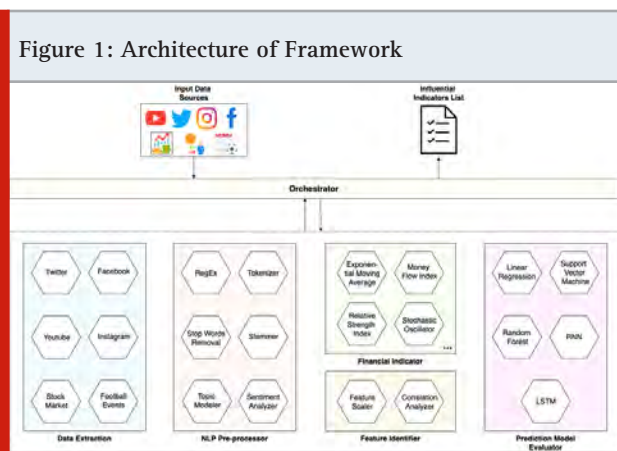 Figure 1: Architecture of Framework
Input Data
Sources
Influential
Indicators List
Orchestrator
Twitter
Facebook
Youtube
Instagram
Stock
Market
Football
Events
Data Extraction
RegEx
Tokenizer
Stop Words
Removal
Stemmer
Topic
Modeler
Sentiment
Analyzer
NLP Pre-processor
Exponen-
tial Moving
Average
Money
Flow Index
Relative
Strength
Index
Stochastic
Oscillator
...
Financial Indicator
Feature
Scaler
Correlation
Analyzer
Feature Identifier
Linear
Regression
Support
Vector
Machine
Random
Forest
RNN
LSTM
Prediction Model
Evaluator